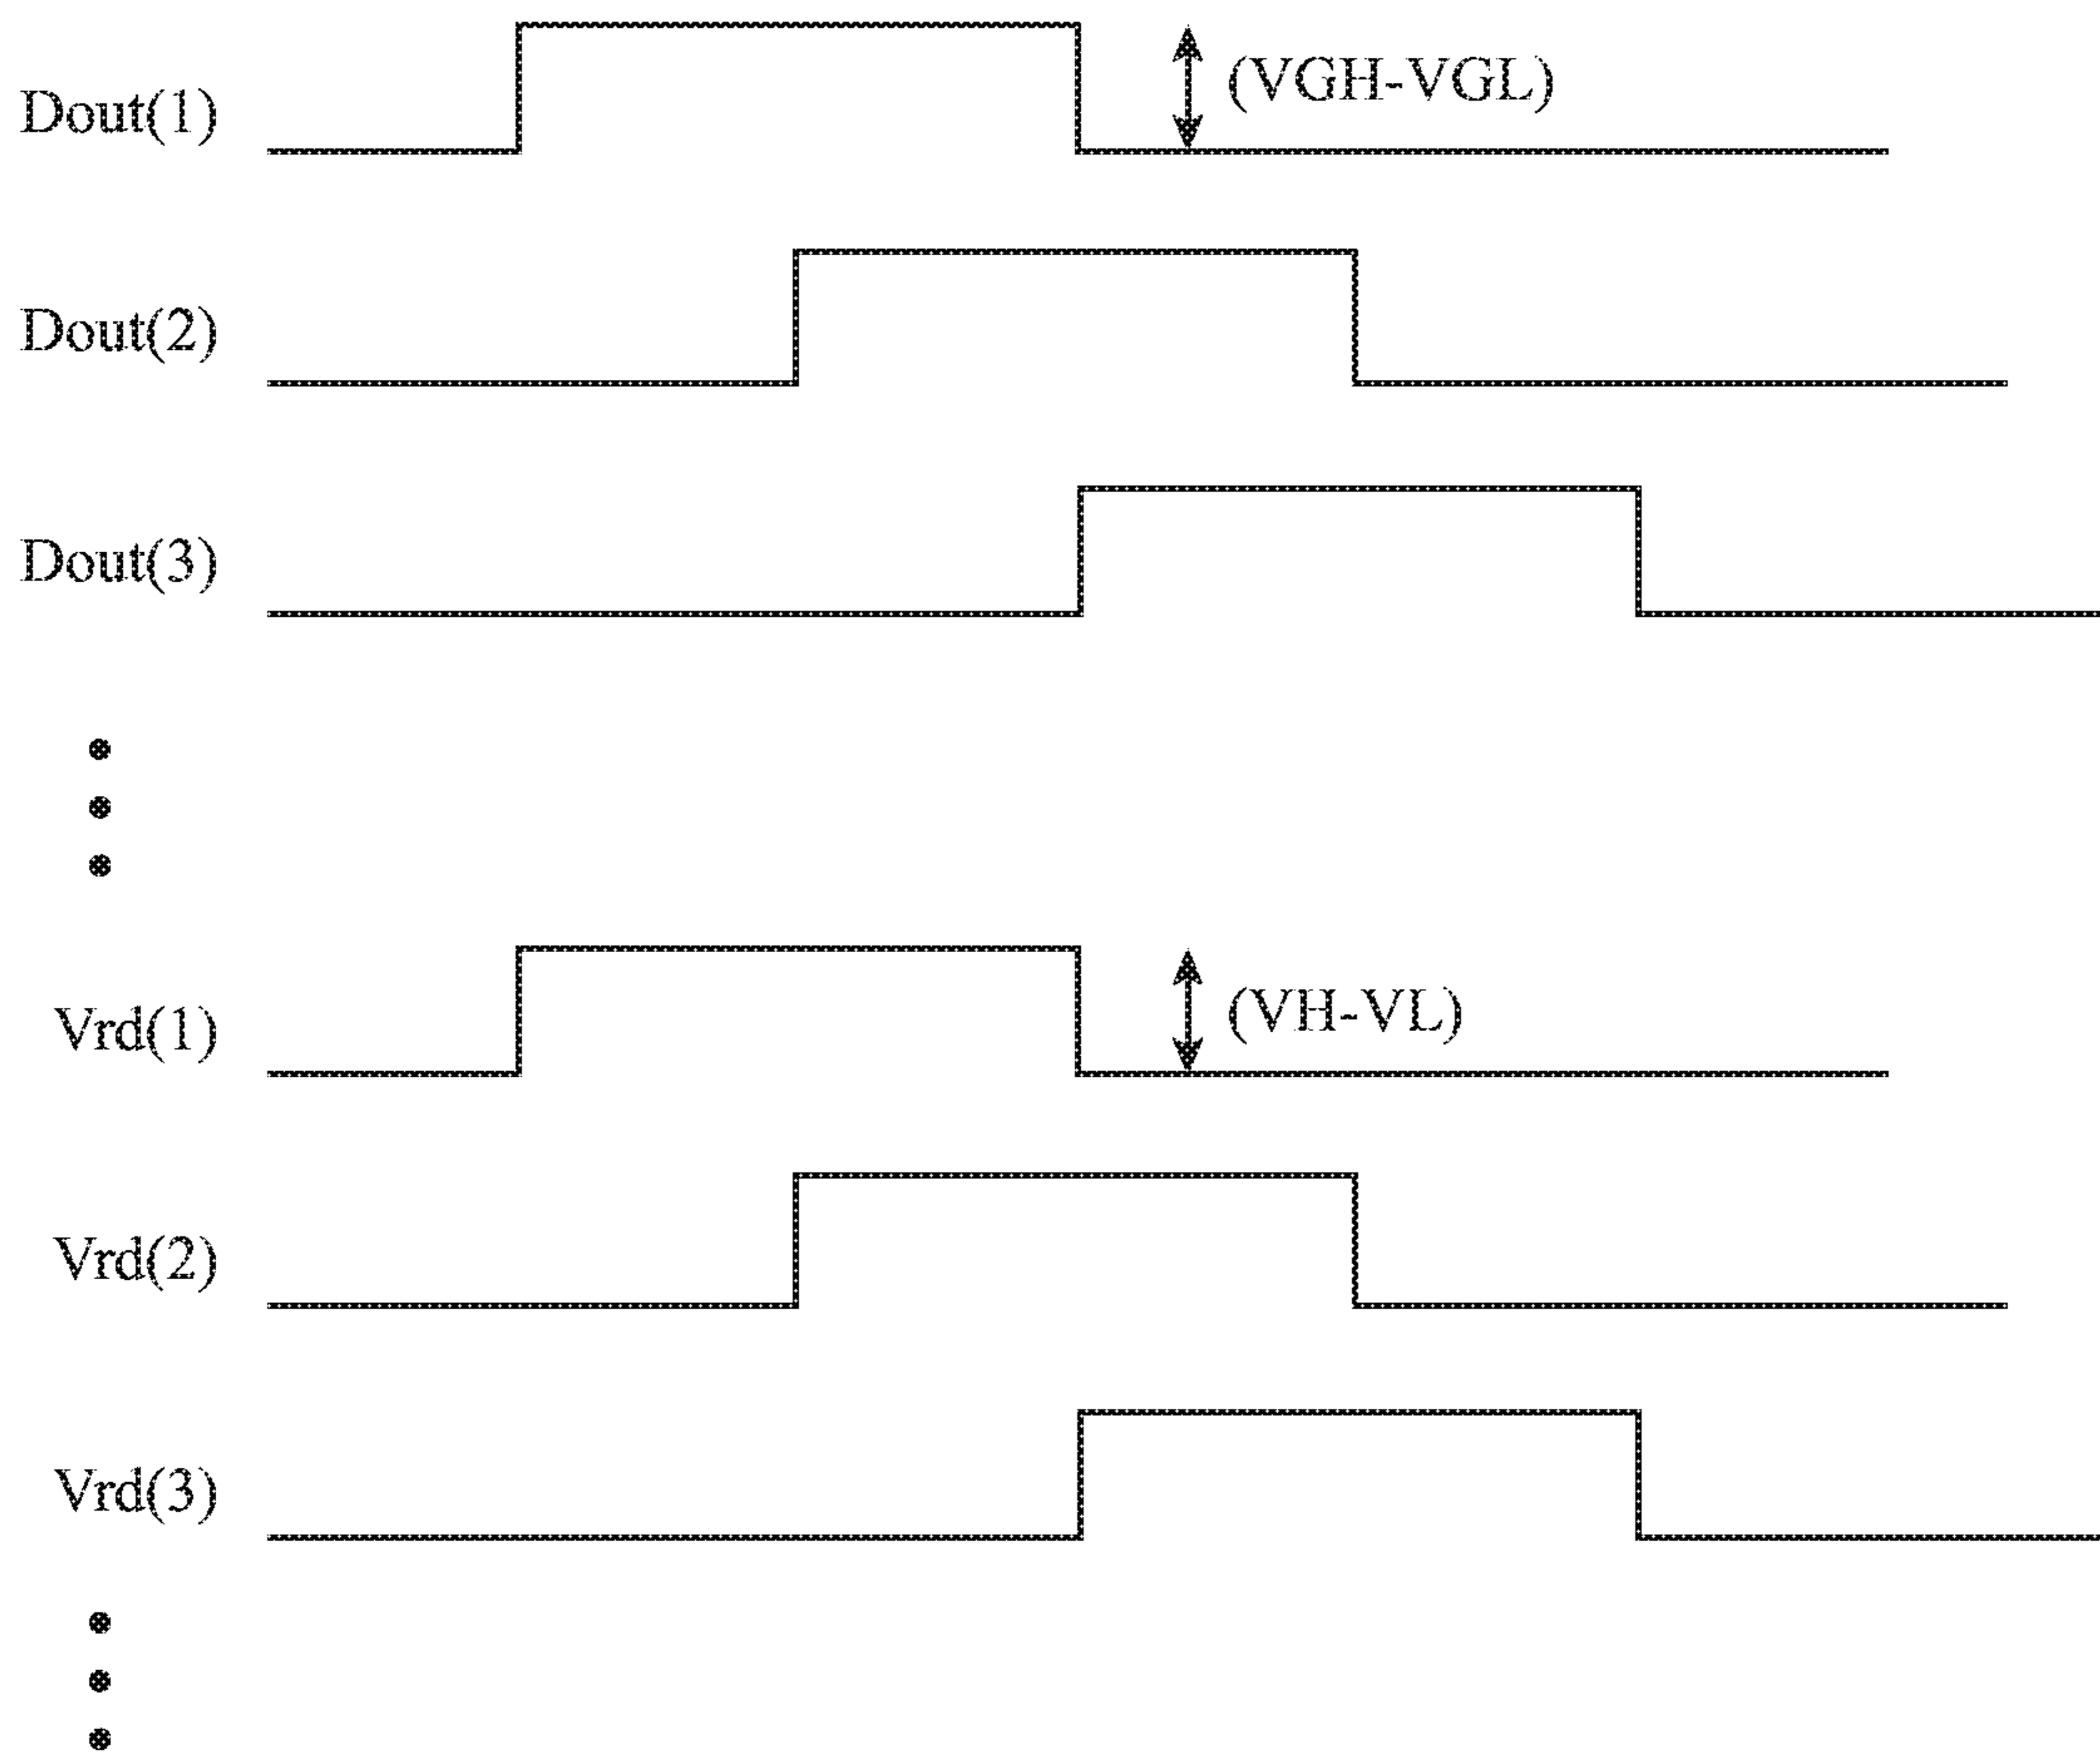 (VGH-VGL)
Dout(1)
Dout(2)
Dout(3)
(VH-VL)
Vrd(1)
Vrd(2)
Vrd(3)